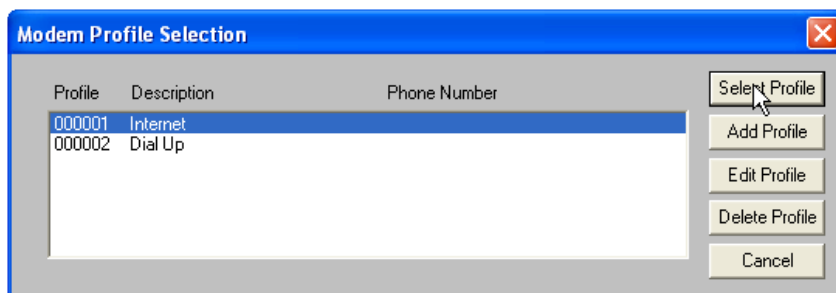 Modem Profile Selection
Profile Description Phone Number
000001 Internet
000002 Dial Up
Select Profile
Add Profile
Edit Profile
Delete Profile
Cancel